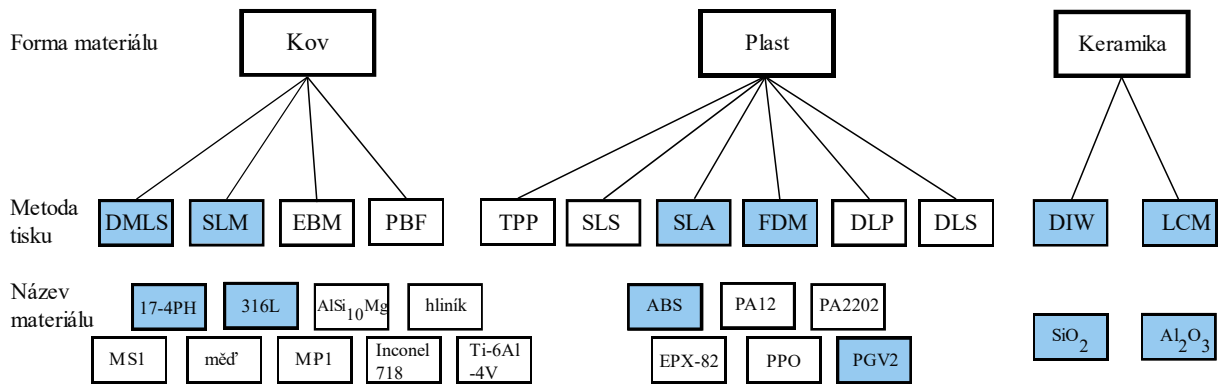 Forma materiálu Kov Plast Keramika
Metoda tisku DMLS SLM EBM PBF TPP SLS SLA FDM DLP DLS DIW LCM
Název materiálu 17-4PH 316L AlSi10Mg hliník ABS PA12 PA2202
MS1 měď MP1 Inconel 718 Ti-6Al-4V EPX-82 PPO PGV2 SiO2 Al2O3